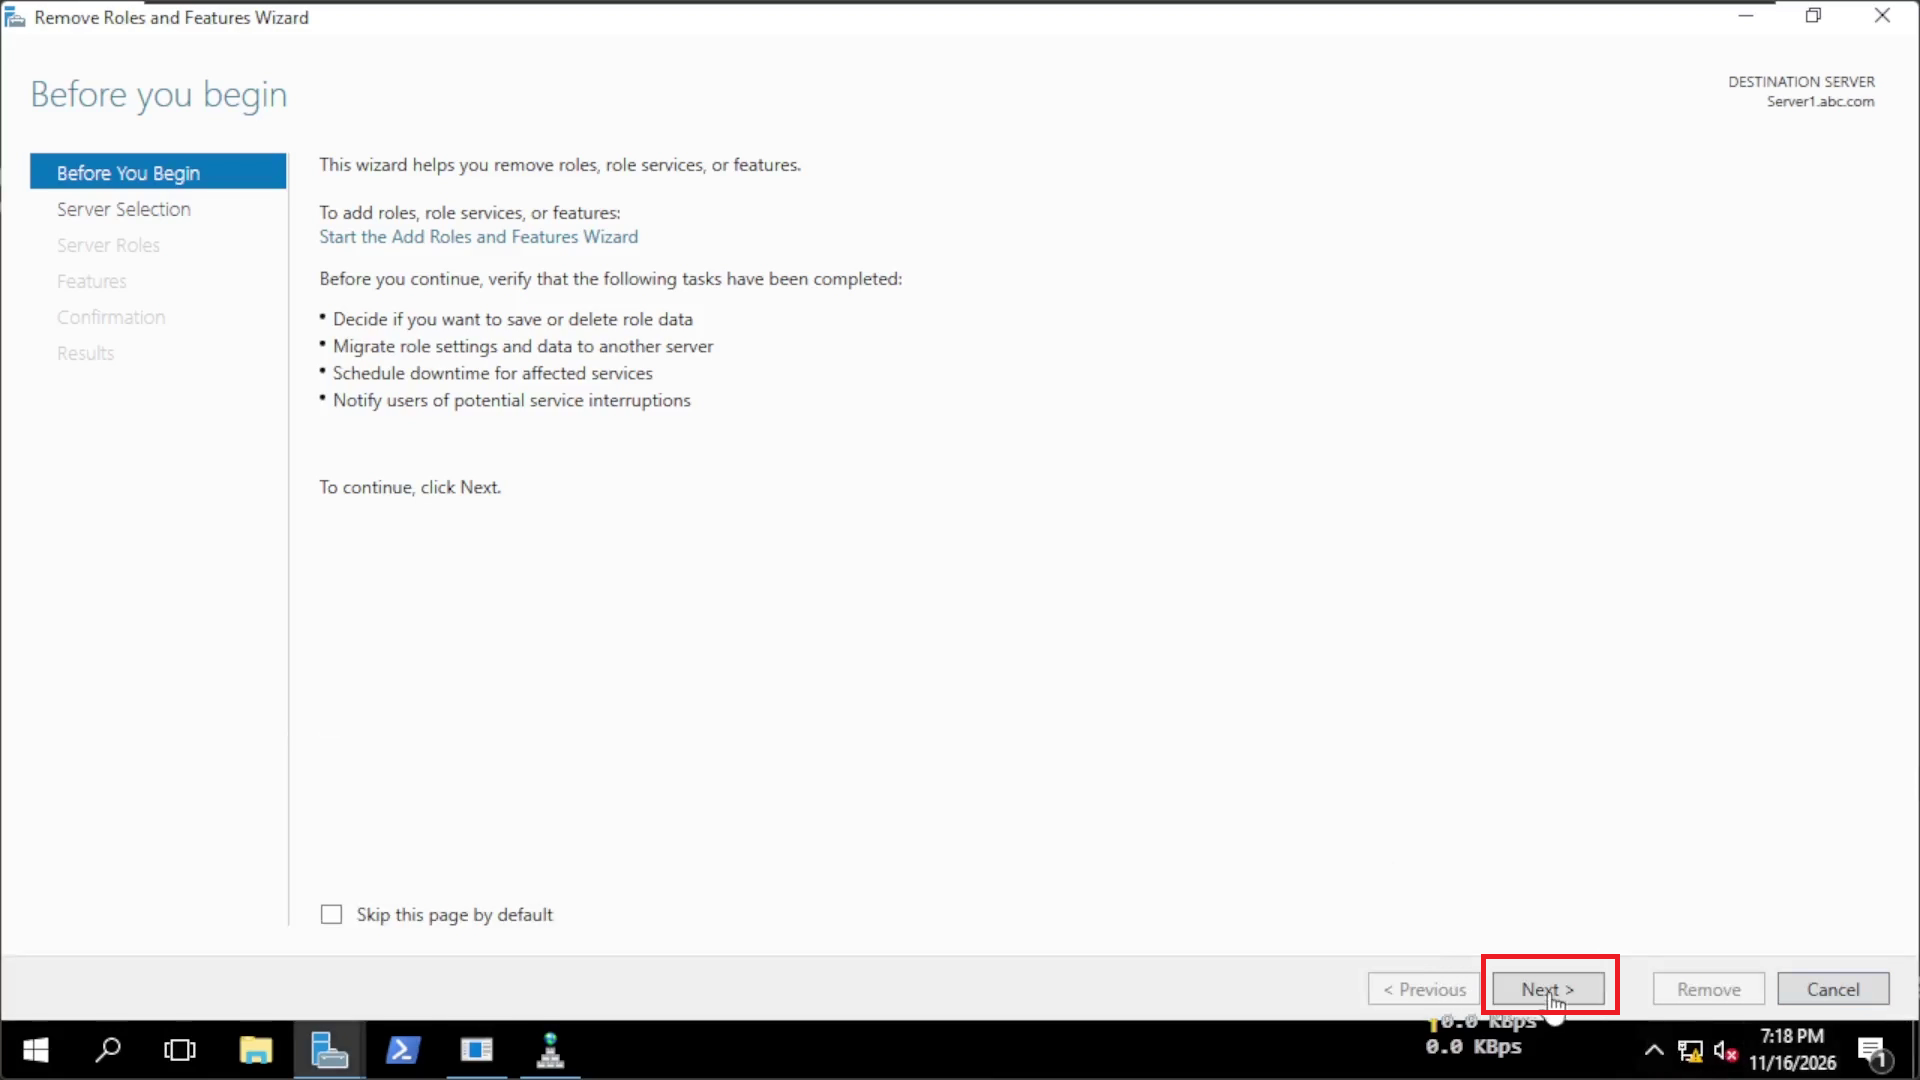 Remove Roles and Features Wizard
Before you begin
DESTINATION SERVER
Server1.abc.com
Before You Begin
Server Selection
Server Roles
Features
Confirmation
Results
This wizard helps you remove roles, role services, or features.
To add roles, role services, or features:
Start the Add Roles and Features Wizard
Before you continue, verify that the following tasks have been completed:
• Decide if you want to save or delete role data
• Migrate role settings and data to another server
• Schedule downtime for affected services
• Notify users of potential service interruptions
To continue, click Next.
Skip this page by default
< Previous
Next >
Remove
Cancel
0.0 KBps
0.0 KBps
7:18 PM
11/16/2026
1